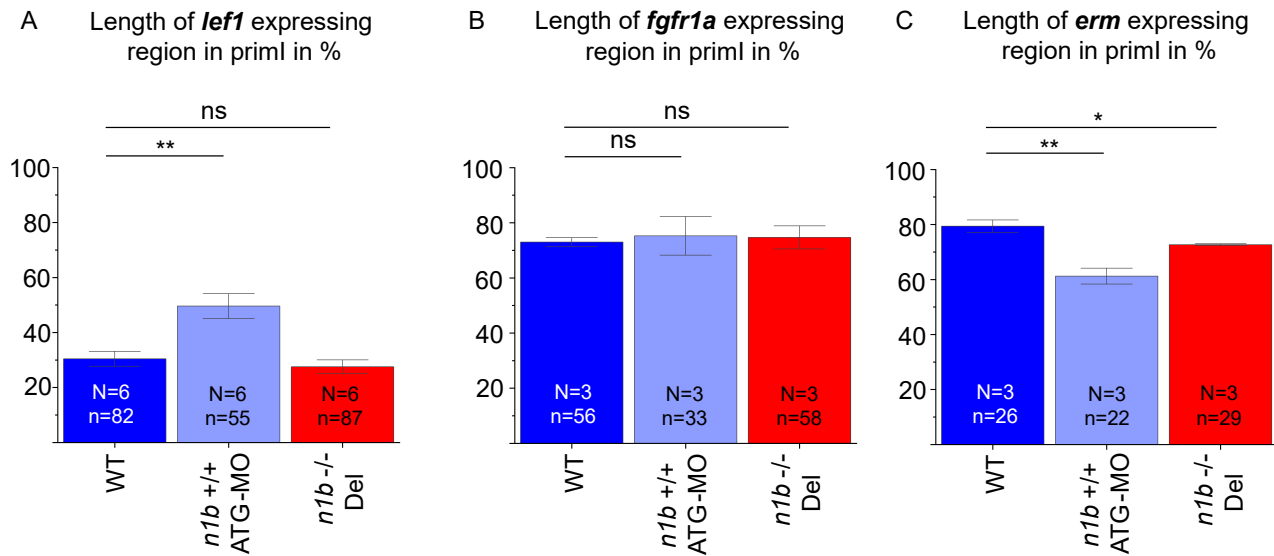 A Length of lef1 expressing
region in primI in %
ns
**
100
80
60
40
20
N=6
n=82
N=6
n=55
N=6
n=87
WT
n1b +/+
ATG-MO
n1b -/-
Del
B Length of fgfr1a expressing
region in primI in %
ns
ns
100
80
60
40
20
N=3
n=56
N=3
n=33
N=3
n=58
WT
n1b +/+
ATG-MO
n1b -/-
Del
C Length of erm expressing
region in primI in %
*
**
100
80
60
40
20
N=3
n=26
N=3
n=22
N=3
n=29
WT
n1b +/+
ATG-MO
n1b -/-
Del